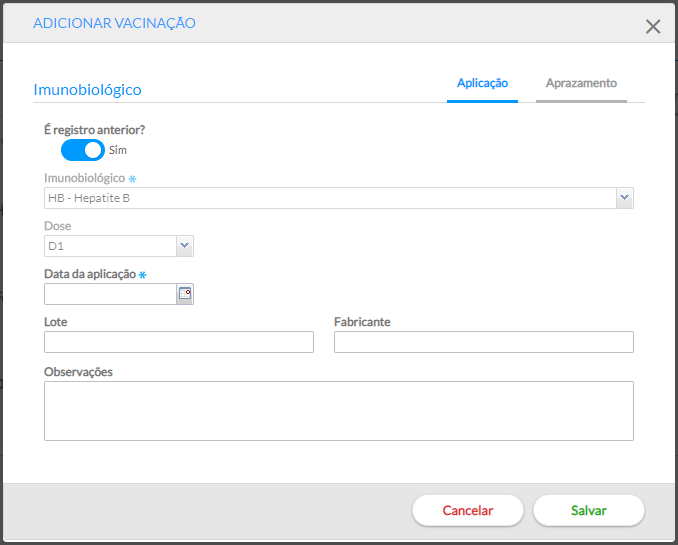 ADICIONAR VACINAÇÃO
Imunobiológico
Aplicação
Aprazamento
É registro anterior?
Sim
Imunobiológico *
HB - Hepatite B
Dose
D1
Data da aplicação *
Lote
Fabricante
Observações
Cancelar
Salvar